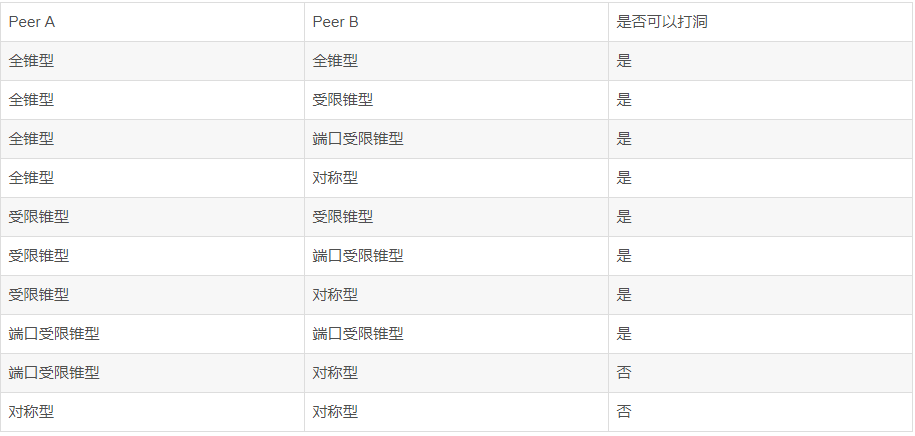 Peer A Peer B 是否可以打洞
全锥型 全锥型 是
全锥型 受限锥型 是
全锥型 端口受限锥型 是
全锥型 对称型 是
受限锥型 受限锥型 是
受限锥型 端口受限锥型 是
受限锥型 对称型 是
端口受限锥型 端口受限锥型 是
端口受限锥型 对称型 否
对称型 对称型 否